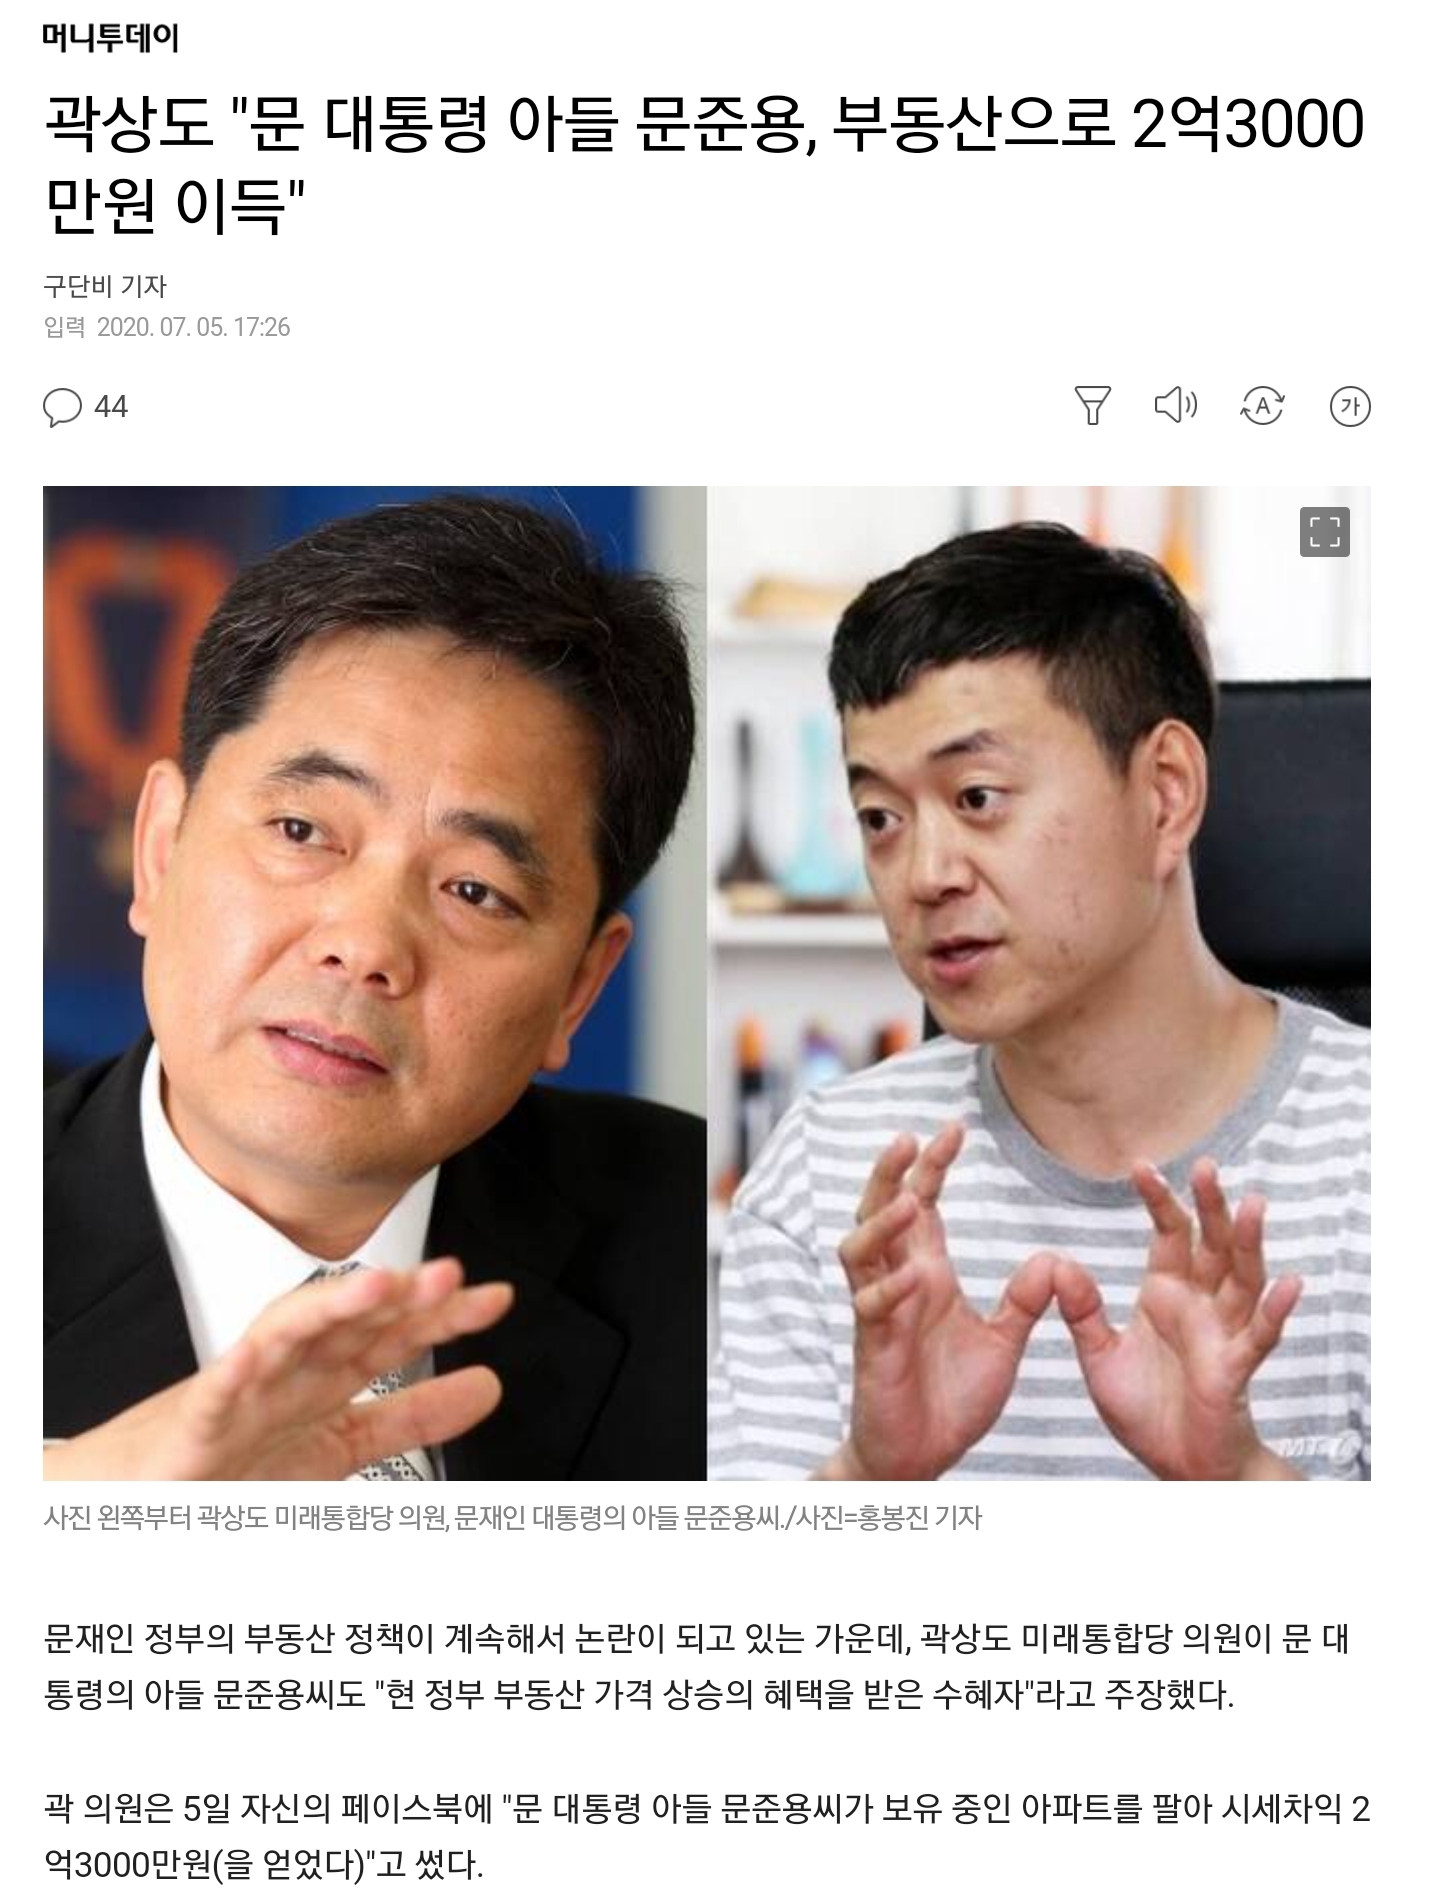 머니투데이
곽상도 "문 대통령 아들 문준용, 부동산으로 2억3000
만원 이득"
구단비 기자
입력 2020. 07. 05. 17:26
44
A
가
MT
사진 왼쪽부터 곽상도 미래통합당 의원, 문재인 대통령의 아들 문준용씨./사진=홍봉진 기자
문재인 정부의 부동산 정책이 계속해서 논란이 되고 있는 가운데, 곽상도 미래통합당 의원이 문 대
통령의 아들 문준용씨도 "현 정부 부동산 가격 상승의 혜택을 받은 수혜자"라고 주장했다.
곽 의원은 5일 자신의 페이스북에 "문 대통령 아들 문준용씨가 보유 중인 아파트를 팔아 시세차익 2
억3000만원(을 얻었다)"고 썼다.